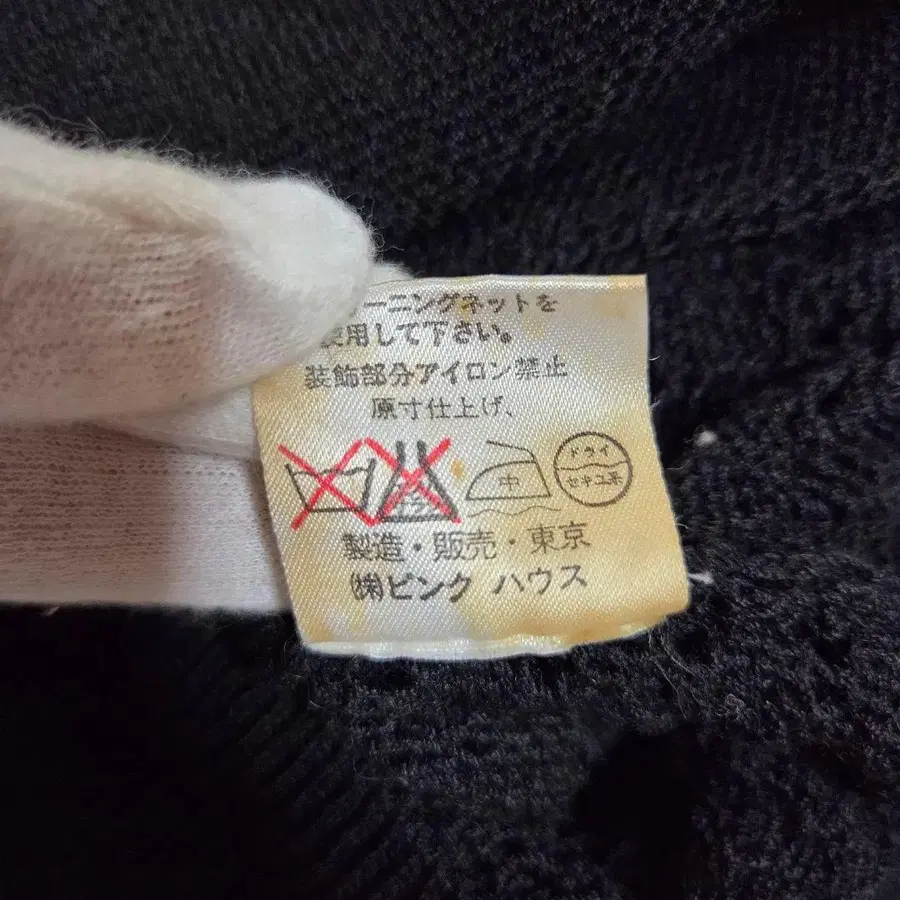 ーニングネットを
使用して下さい。
装飾部分アイロン禁止
原寸仕上げ、
中
ドライ
セキユ系
製造・販売・東京
㈱ピンク ハウス